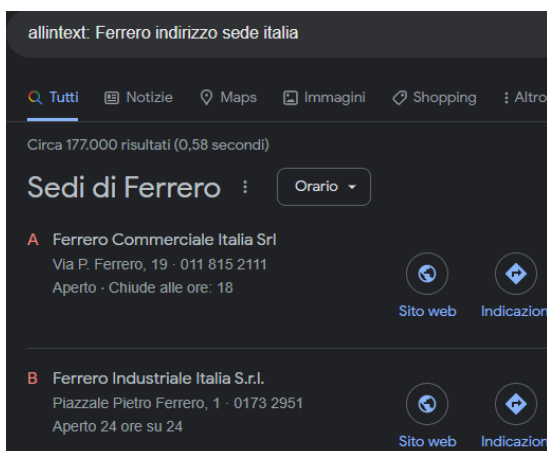 allintext: Ferrero indirizzo sede italia
Tutti Notizie Maps Immagini Shopping Altro
Circa 177.000 risultati (0,58 secondi)
Sedi di Ferrero Orario
A Ferrero Commerciale Italia Srl
Via P. Ferrero, 19 · 011 815 2111
Aperto · Chiude alle ore: 18
Sito web Indicazion
B Ferrero Industriale Italia S.r.l.
Piazzale Pietro Ferrero, 1 · 0173 2951
Aperto 24 ore su 24
Sito web Indicazion